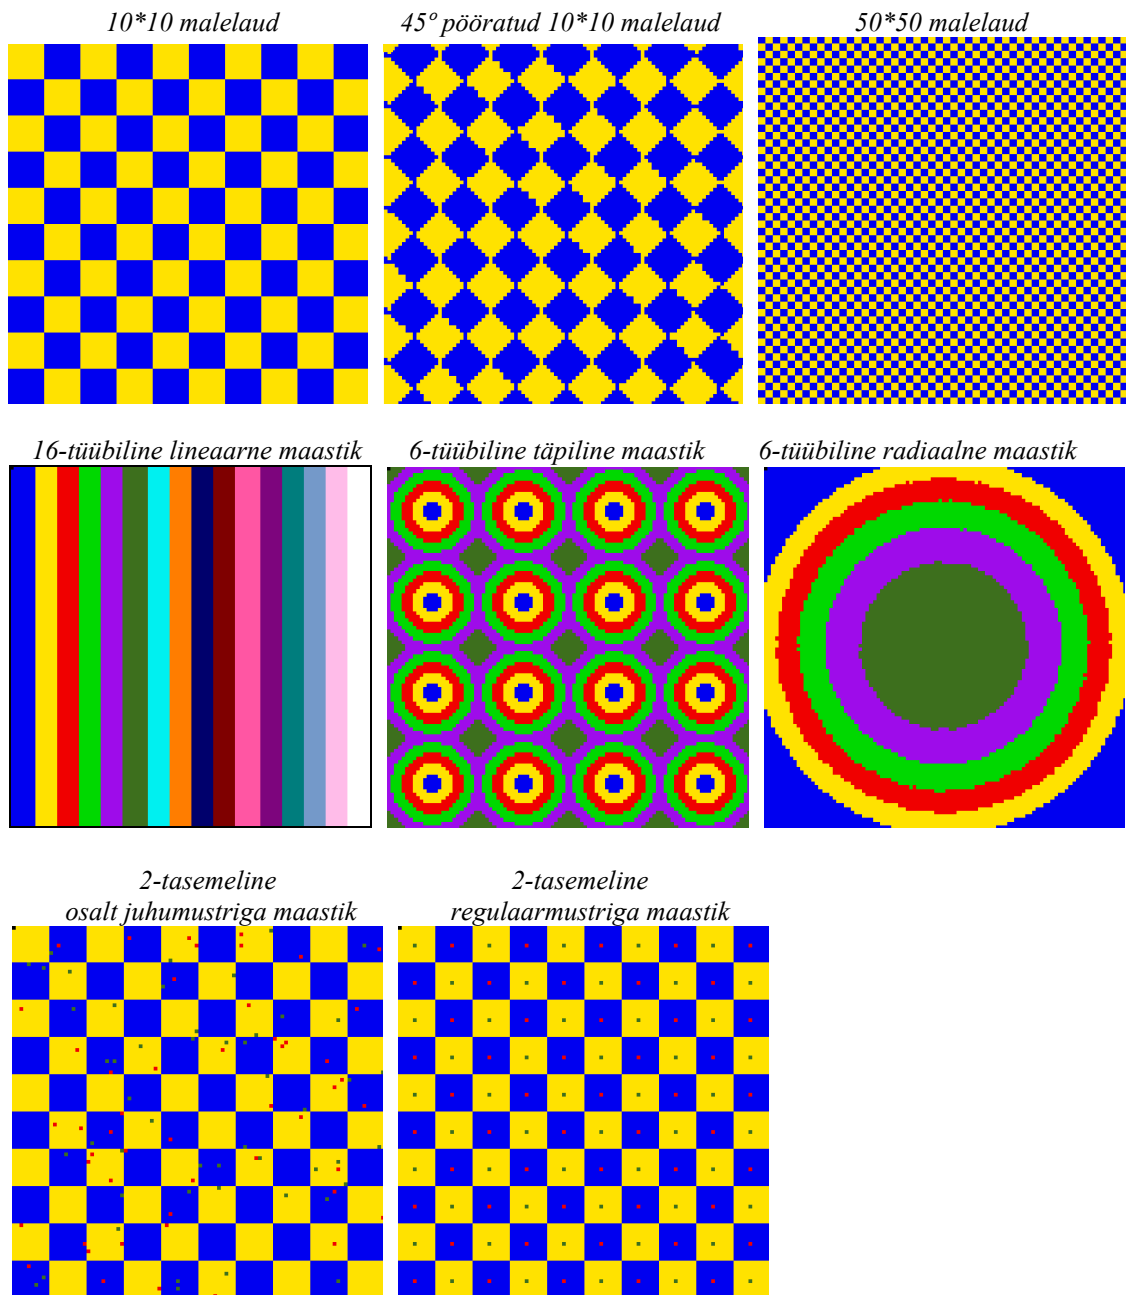 10*10 malelaud
45º pööratud 10*10 malelaud
50*50 malelaud
16-tüübiline lineaarne maastik
6-tüübiline täpiline maastik
6-tüübiline radiaalne maastik
2-tasemeline
osalt juhumustriga maastik
2-tasemeline
regulaarmustriga maastik